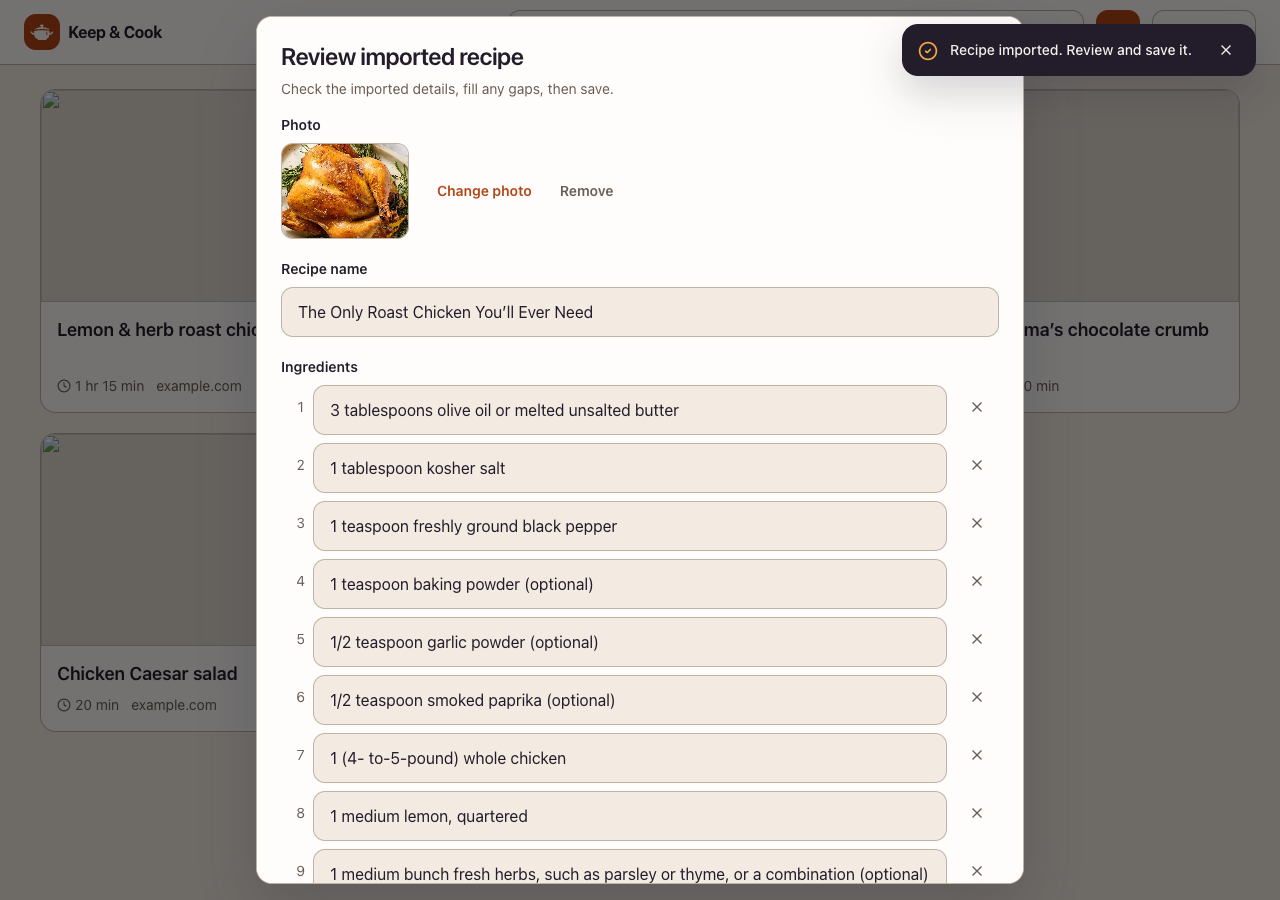 Keep & Cook
Recipe imported. Review and save it.
Review imported recipe
Check the imported details, fill any gaps, then save.
Photo
Change photo
Remove
Recipe name
The Only Roast Chicken You’ll Ever Need
Ingredients
1 3 tablespoons olive oil or melted unsalted butter
2 1 tablespoon kosher salt
3 1 teaspoon freshly ground black pepper
4 1 teaspoon baking powder (optional)
5 1/2 teaspoon garlic powder (optional)
6 1/2 teaspoon smoked paprika (optional)
7 1 (4- to-5-pound) whole chicken
8 1 medium lemon, quartered
9 1 medium bunch fresh herbs, such as parsley or thyme, or a combination (optional)
Lemon & herb roast
1 hr 15 min example.com
chocolate crumb
min
Chicken Caesar salad
20 min example.com